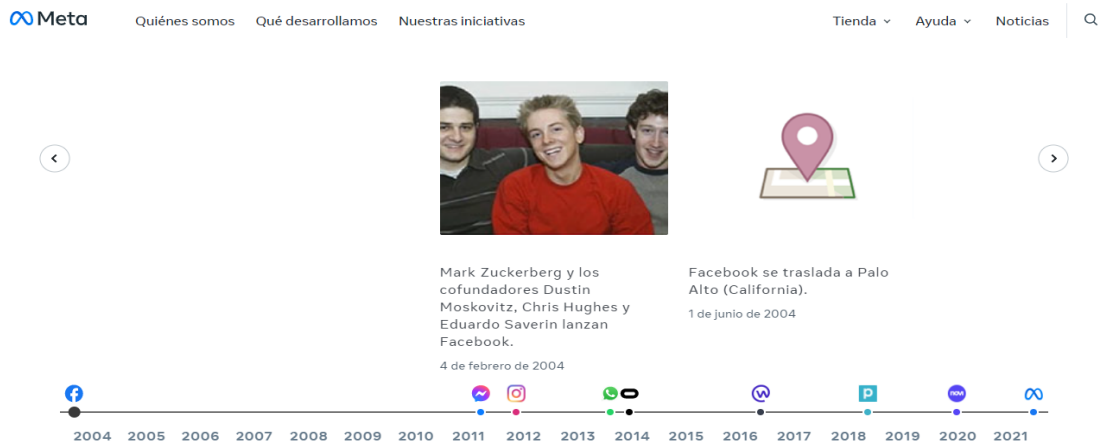 Meta
Quiénes somos
Qué desarrollamos
Nuestras iniciativas
Tienda
Ayuda
Noticias
Mark Zuckerberg y los
cofundadores Dustin
Moskovitz, Chris Hughes y
Eduardo Saverin lanzan
Facebook.
4 de febrero de 2004
Facebook se traslada a Palo
Alto (California).
1 de junio de 2004
novi
2004 2005 2006 2007 2008 2009 2010 2011 2012 2013 2014 2015 2016 2017 2018 2019 2020 2021